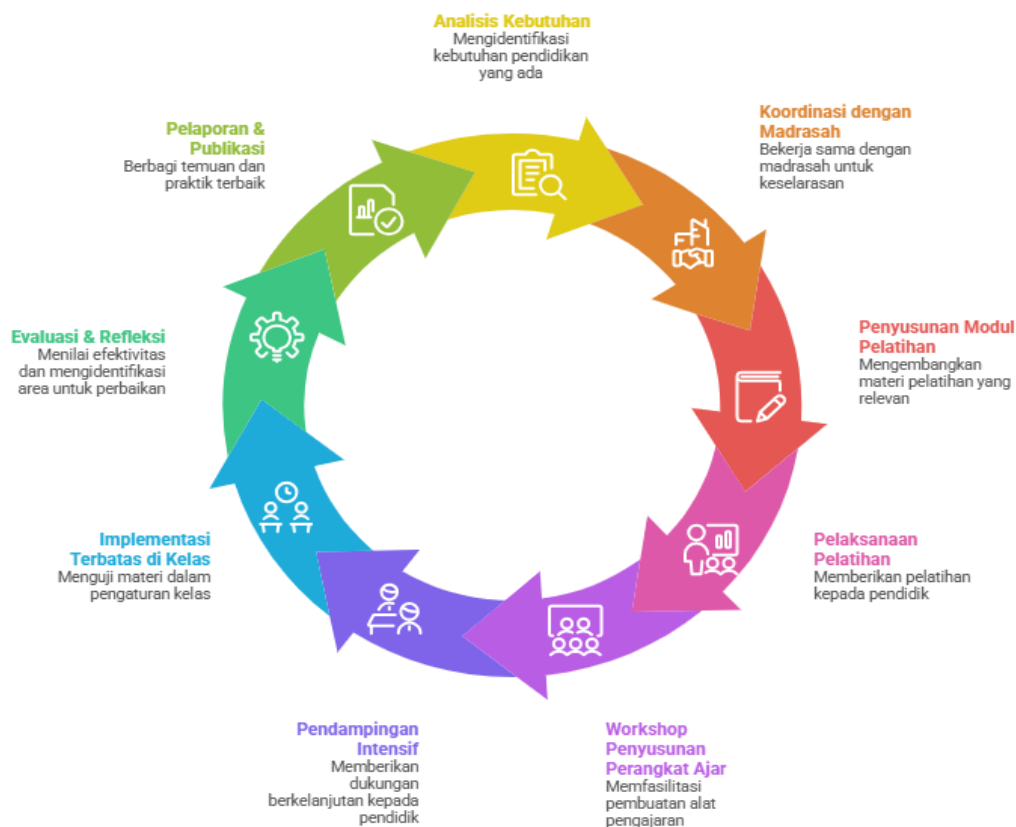 Analisis Kebutuhan
Mengidentifikasi
kebutuhan pendidikan
yang ada
Koordinasi dengan
Madrasah
Bekerja sama dengan
madrasah untuk
keselarasan
Penyusunan Modul
Pelatihan
Mengembangkan
materi pelatihan yang
relevan
Pelaksanaan
Pelatihan
Memberikan pelatihan
kepada pendidik
Workshop
Penyusunan
Perangkat Ajar
Memfasilitasi
pembuatan alat
pengajaran
Pendampingan
Intensif
Memberikan
dukungan
berkelanjutan kepada
pendidik
Implementasi
Terbatas di Kelas
Menguji materi dalam
pengaturan kelas
Evaluasi & Refleksi
Menilai efektivitas
dan mengidentifikasi
area untuk perbaikan
Pelaporan &
Publikasi
Berbagi temuan dan
praktik terbaik